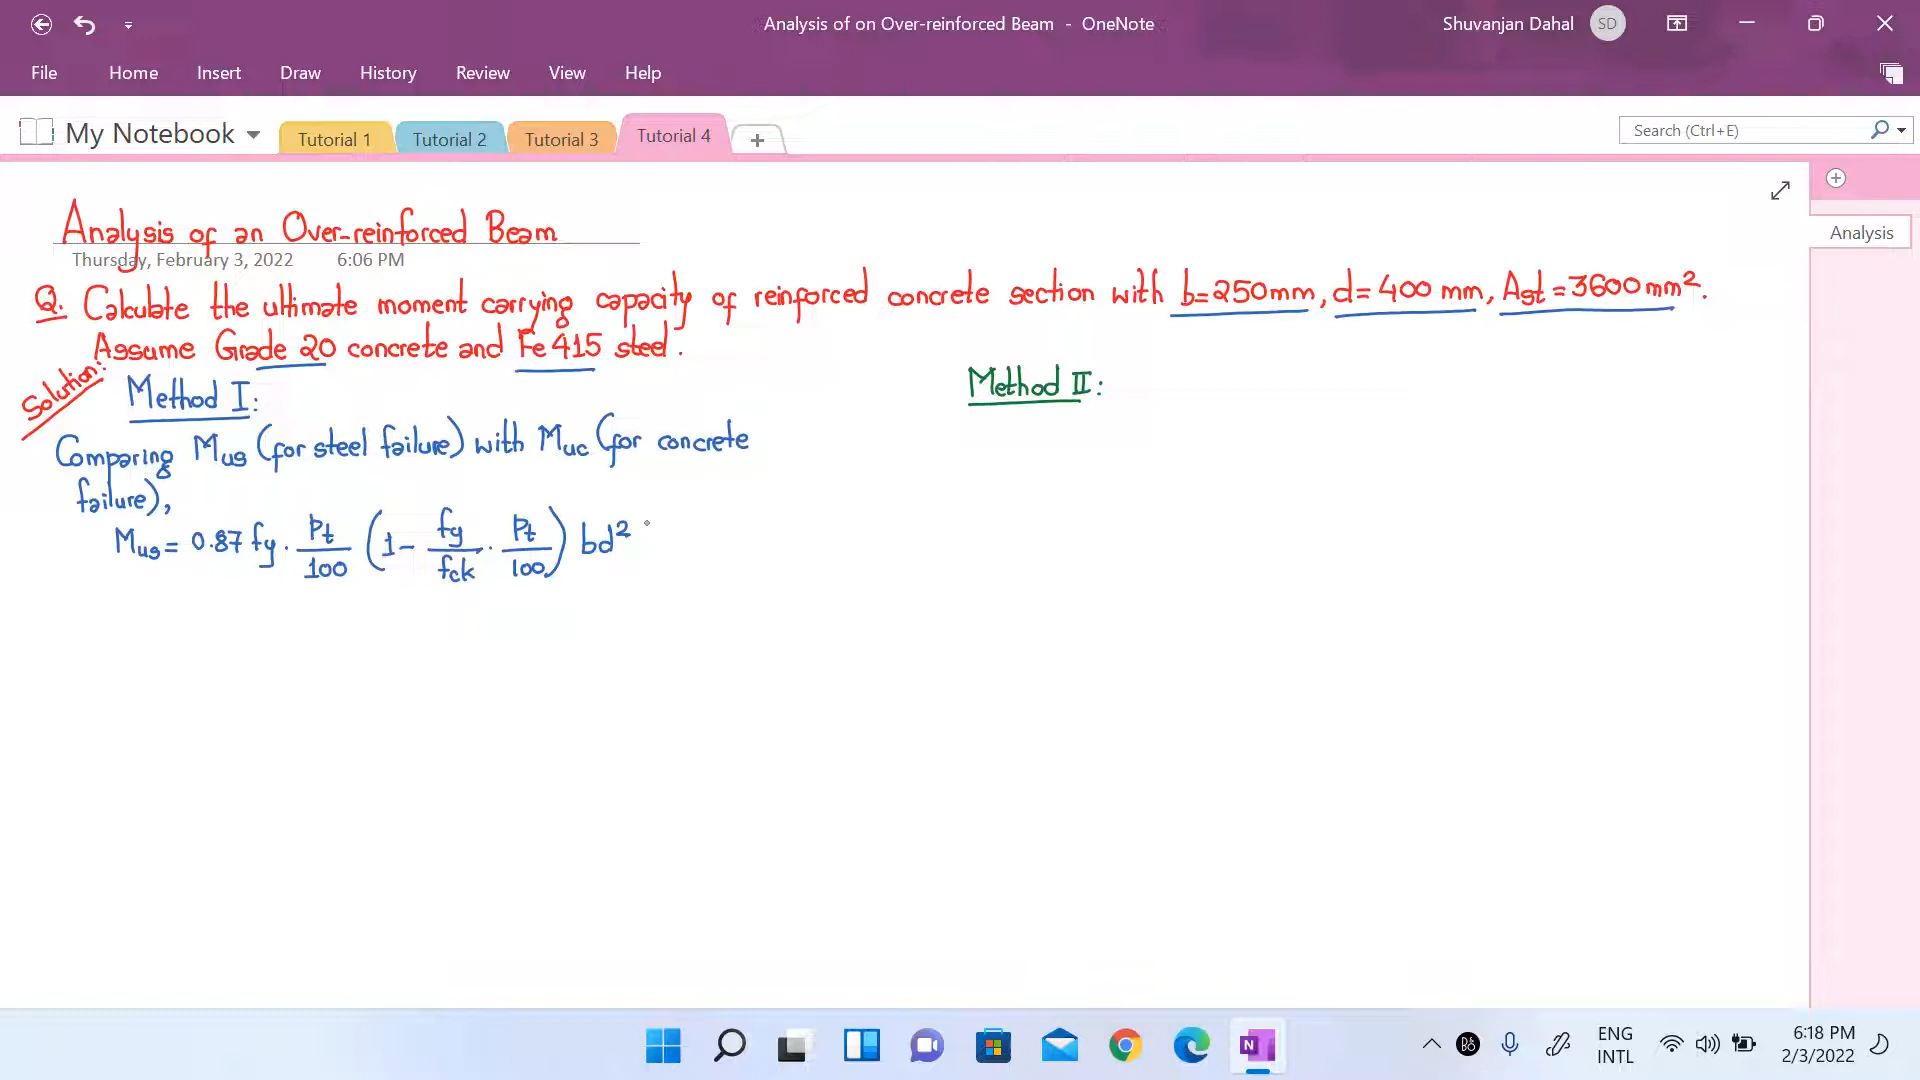 Analysis of on Over-reinforced Beam - OneNote
Shuvanjan Dahal SD
File Home Insert Draw History Review View Help
My Notebook Tutorial 1 Tutorial 2 Tutorial 3 Tutorial 4 +
Search (Ctrl+E)
Analysis of an Over-reinforced Beam
Thursday, February 3, 2022 6:06 PM
Analysis
Q. Calculate the ultimate moment carrying capacity of reinforced concrete section with b=250mm, d=400 mm, Ast=3600mm².
Assume Grade 20 concrete and Fe 415 steel.
Solution:
Method I:
Method II:
Comparing Mus (for steel failure) with Muc (for concrete
failure),
Mus = 0.87 fy · pt/100 (1 - fy/fck · pt/100) bd²
ENG
INTL
6:18 PM
2/3/2022